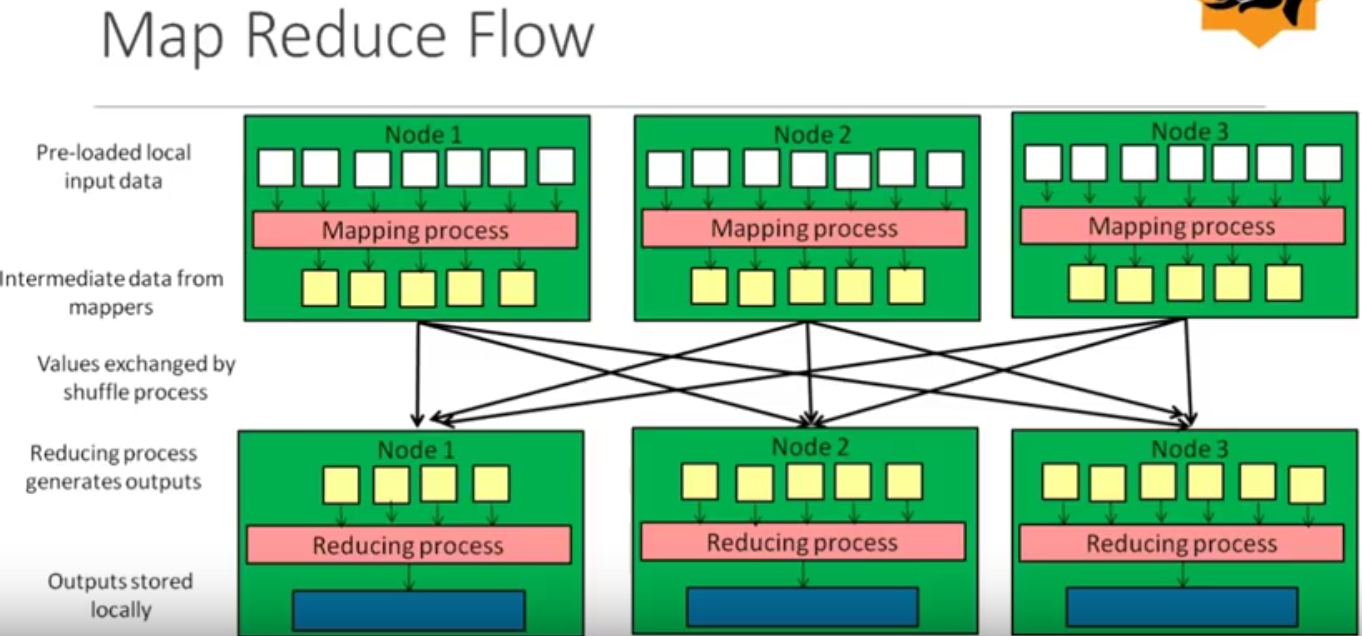 Map Reduce Flow
Pre-loaded local
input data
Node 1
Node 2
Node 3
Mapping process
Mapping process
Mapping process
Intermediate data from
mappers
Values exchanged by
shuffle process
Reducing process
generates outputs
Node 1
Node 2
Node 3
Reducing process
Reducing process
Reducing process
Outputs stored
locally